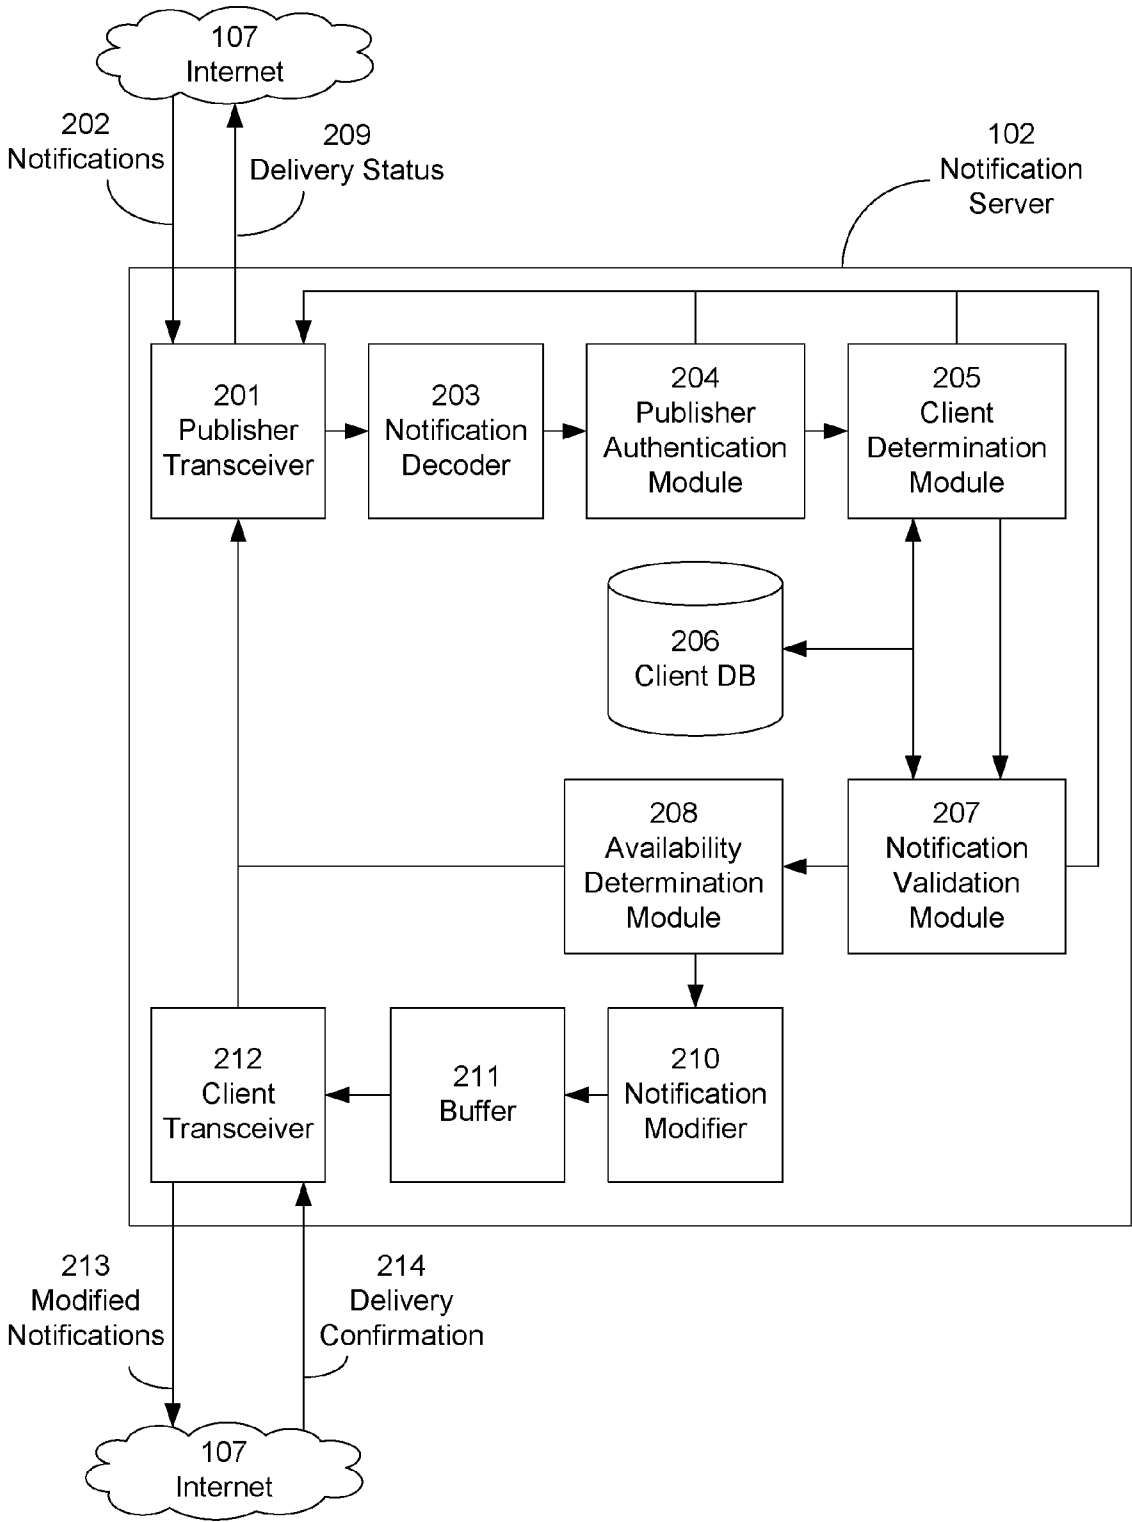 107
Internet
202
Notifications
209
Delivery Status
102
Notification
Server
201
Publisher
Transceiver
203
Notification
Decoder
204
Publisher
Authentication
Module
205
Client
Determination
Module
206
Client DB
208
Availability
Determination
Module
207
Notification
Validation
Module
212
Client
Transceiver
211
Buffer
210
Notification
Modifier
213
Modified
Notifications
214
Delivery
Confirmation
107
Internet